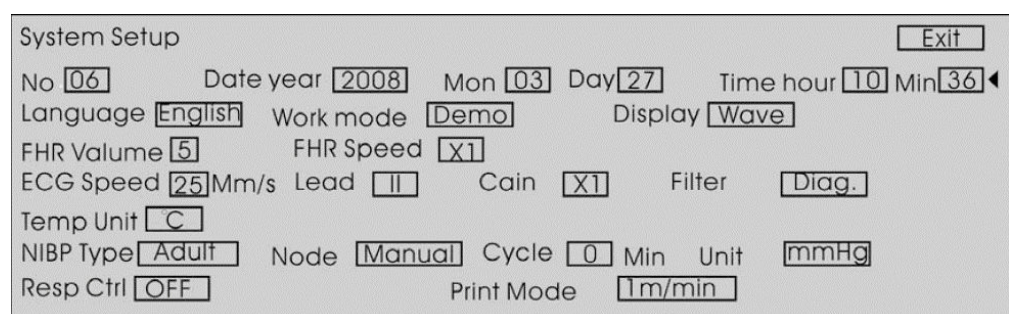 System Setup Exit
No 06 Date year 2008 Mon 03 Day 27 Time hour 10 Min 36
Language English Work mode Demo Display Wave
FHR Valume 5 FHR Speed X1
ECG Speed 25 Mm/s Lead II Cain X1 Filter Diag.
Temp Unit °C
NIBP Type Adult Node Manual Cycle 0 Min Unit mmHg
Resp Ctrl OFF Print Mode 1m/min